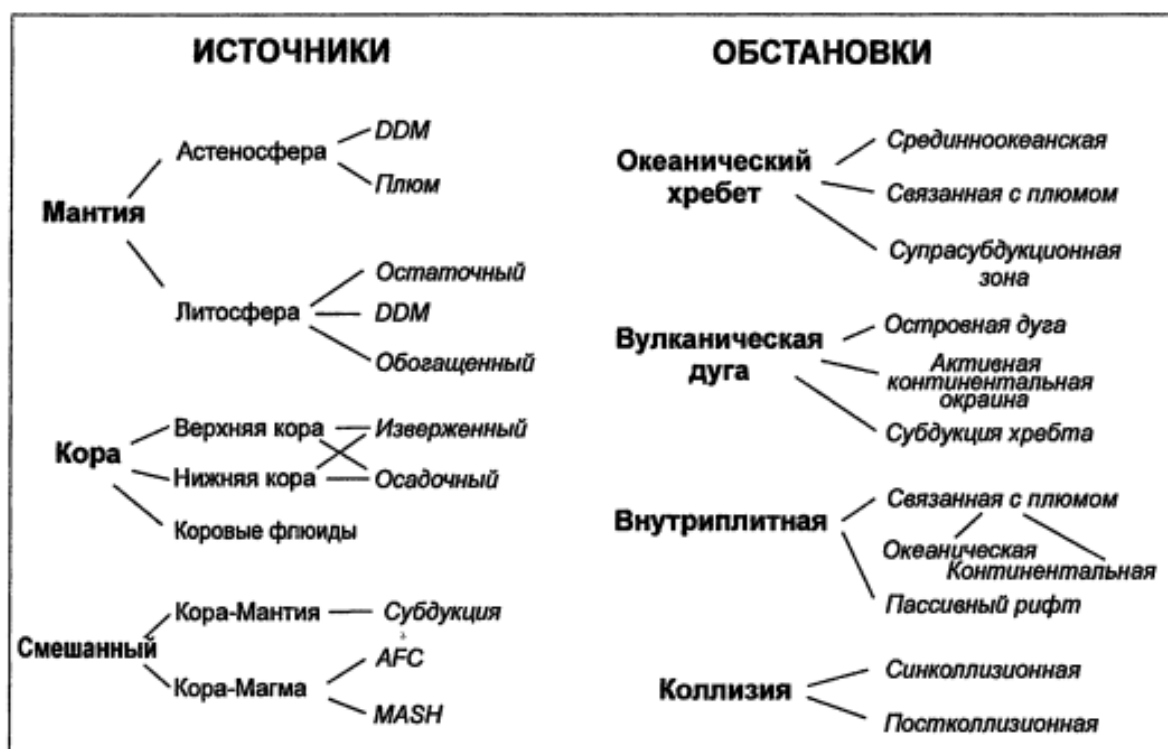 ИСТОЧНИКИ
Мантия
Астеносфера
DDM
Плюм
Литосфера
Остаточный
DDM
Обогащенный
Кора
Верхняя кора
Изверженный
Нижняя кора
Осадочный
Коровые флюиды
Смешанный
Кора-Мантия
Субдукция
Кора-Магма
AFC
MASH
ОБСТАНОВКИ
Океанический
хребет
Срединноокеанская
Связанная с плюмом
Супрасубдукционная
зона
Вулканическая
дуга
Островная дуга
Активная
континентальная
окраина
Субдукция хребта
Внутриплитная
Связанная с плюмом
Океаническая
Континентальная
Пассивный рифт
Коллизия
Синколлизионная
Постколлизионная